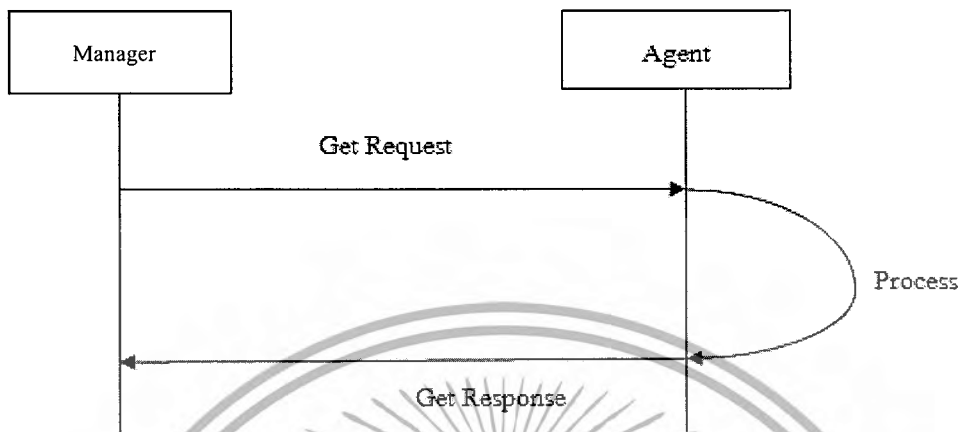 Manager
Agent
Get Request
Process
Get Response